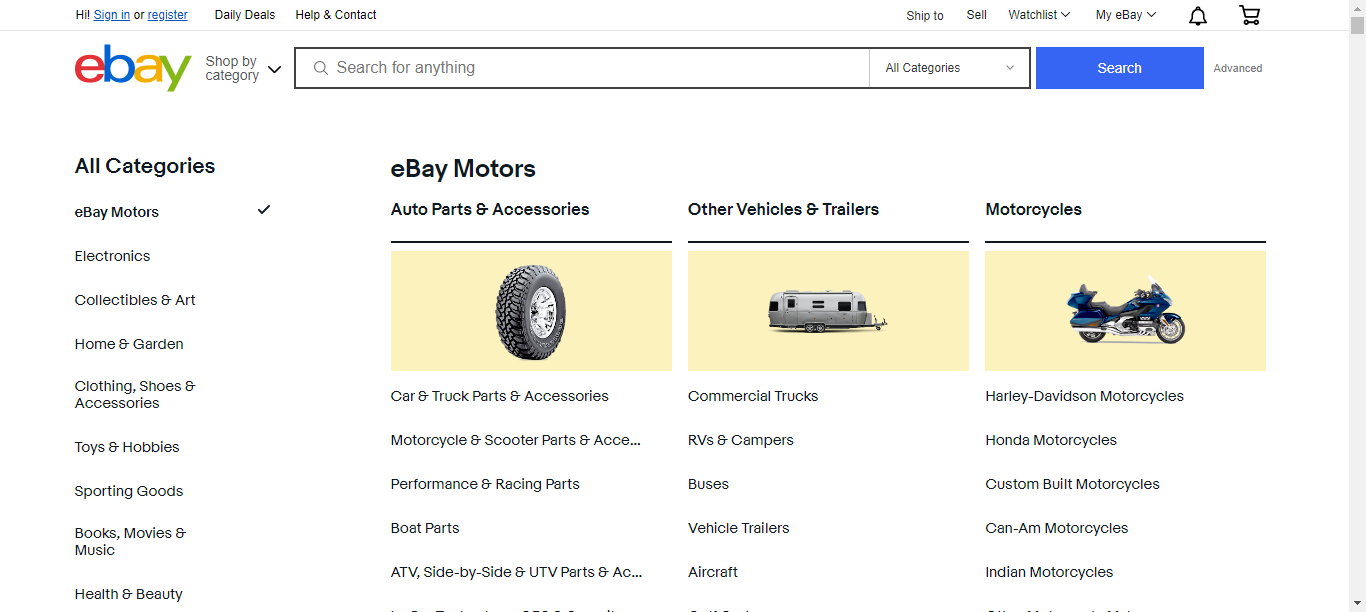 Hi! Sign in or register Daily Deals Help & Contact Ship to Sell Watchlist My eBay
ebay Shop by category Search for anything All Categories Search Advanced
All Categories
eBay Motors
Electronics
Collectibles & Art
Home & Garden
Clothing, Shoes &
Accessories
Toys & Hobbies
Sporting Goods
Books, Movies &
Music
Health & Beauty
eBay Motors
Auto Parts & Accessories
Car & Truck Parts & Accessories
Motorcycle & Scooter Parts & Acce...
Performance & Racing Parts
Boat Parts
ATV, Side-by-Side & UTV Parts & Ac...
Other Vehicles & Trailers
Commercial Trucks
RVs & Campers
Buses
Vehicle Trailers
Aircraft
Motorcycles
Harley-Davidson Motorcycles
Honda Motorcycles
Custom Built Motorcycles
Can-Am Motorcycles
Indian Motorcycles